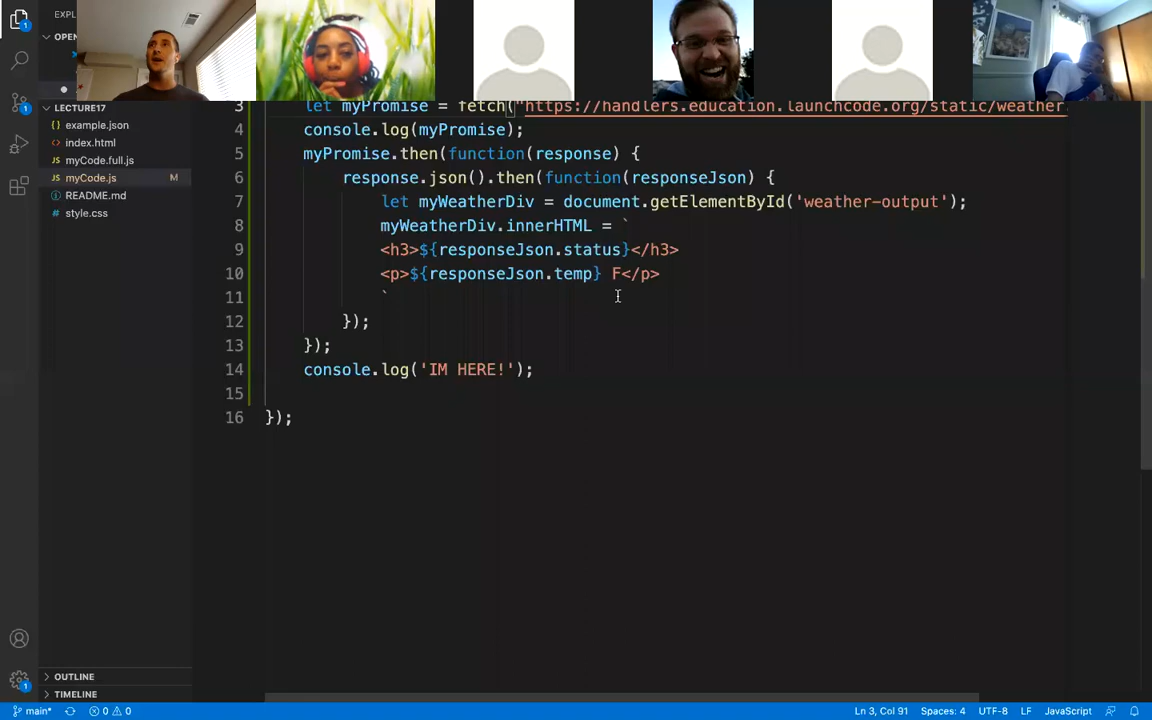 EXPL
OPEN
LECTURE17
example.json
index.html
myCode.full.js
myCode.js M
README.md
style.css
OUTLINE
TIMELINE
3 let myPromise = fetch("https://handlers.education.launchcode.org/static/weather
4 console.log(myPromise);
5 myPromise.then(function(response) {
6 response.json().then(function(responseJson) {
7 let myWeatherDiv = document.getElementById('weather-output');
8 myWeatherDiv.innerHTML = `
9 <h3>${responseJson.status}</h3>
10 <p>${responseJson.temp} F</p>
11 `
12 });
13 });
14 console.log('IM HERE!');
15
16 });
main* 0 0 Ln 3, Col 91 Spaces: 4 UTF-8 LF JavaScript